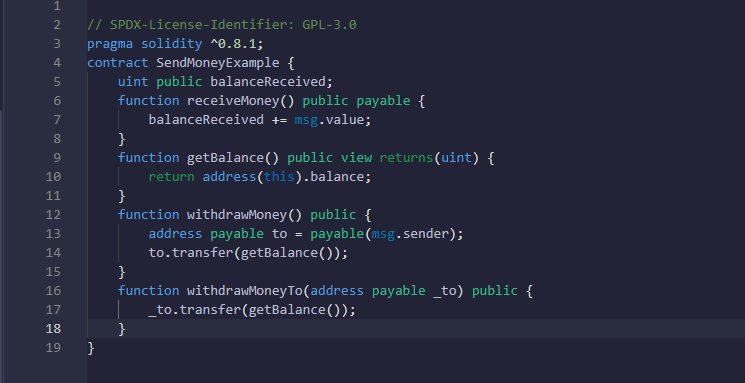 1
2 // SPDX-License-Identifier: GPL-3.0
3 pragma solidity ^0.8.1;
4 contract SendMoneyExample {
5     uint public balanceReceived;
6     function receiveMoney() public payable {
7         balanceReceived += msg.value;
8     }
9     function getBalance() public view returns(uint) {
10         return address(this).balance;
11     }
12     function withdrawMoney() public {
13         address payable to = payable(msg.sender);
14         to.transfer(getBalance());
15     }
16     function withdrawMoneyTo(address payable _to) public {
17         _to.transfer(getBalance());
18     }
19 }